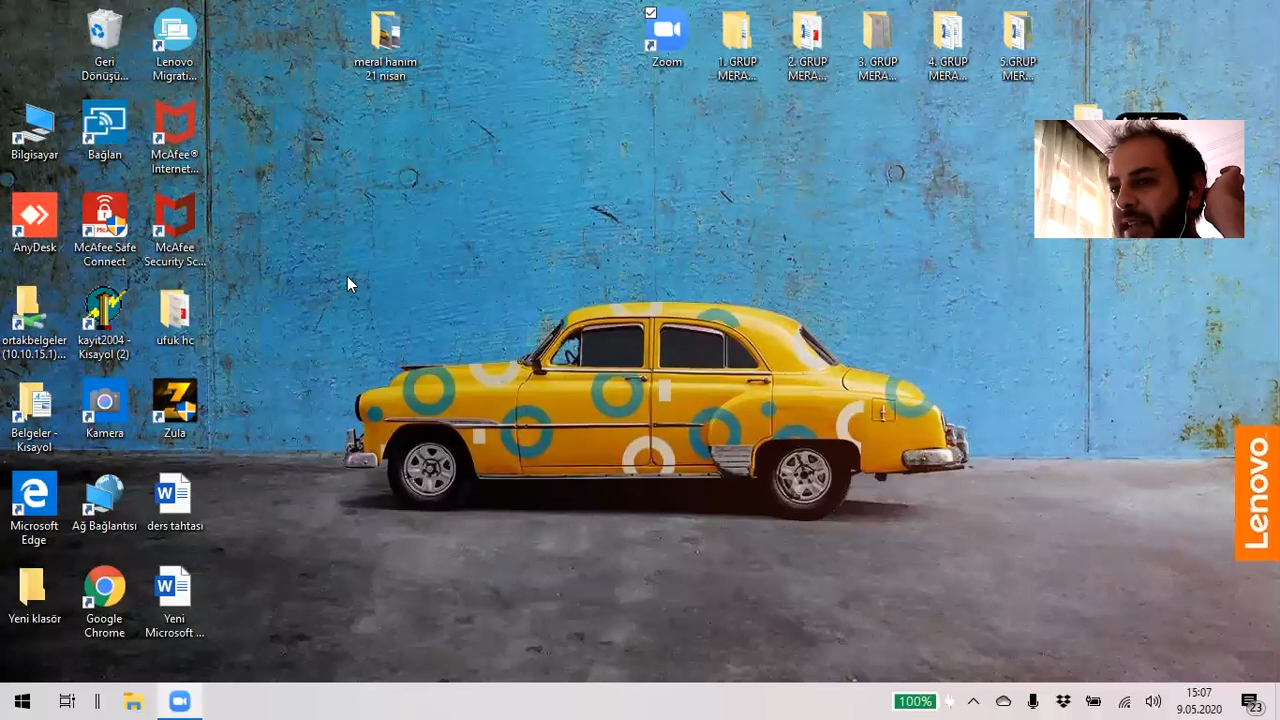 Geri
Dönüşü...
Lenovo
Migrati...
meral hanim
21 nisan
Zoom
1. GRUP
MERA...
2. GRUP
MERA...
3. GRUP
MERA...
4. GRUP
MERA...
5.GRUP
MER...
Bilgisayar
Bağlan
McAfee®
Internet...
AnyDesk
McAfee Safe
Connect
McAfee
Security Sc...
ortakbelgeler
(10.10.15.1)...
kayit2004 -
Kısayol (2)
ufuk hc
Belgeler -
Kısayol
Kamera
Zula
Microsoft
Edge
Ağ Bağlantısı
ders tahtası
Yeni klasör
Google
Chrome
Yeni
Microsoft ...
Lenovo
100%
15:07
9.05.2020
23